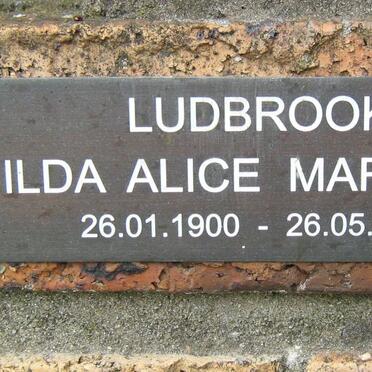 LUDBROOK
ILDA ALICE MAR
26.01.1900 - 26.05.